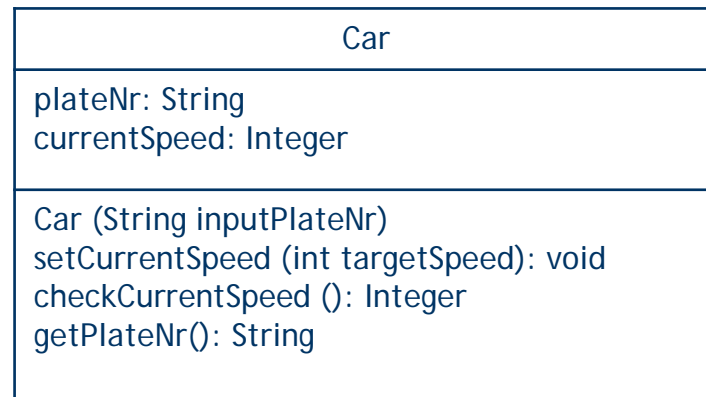 Car
plateNr: String
currentSpeed: Integer
Car (String inputPlateNr)
setCurrentSpeed (int targetSpeed): void
checkCurrentSpeed (): Integer
getPlateNr(): String